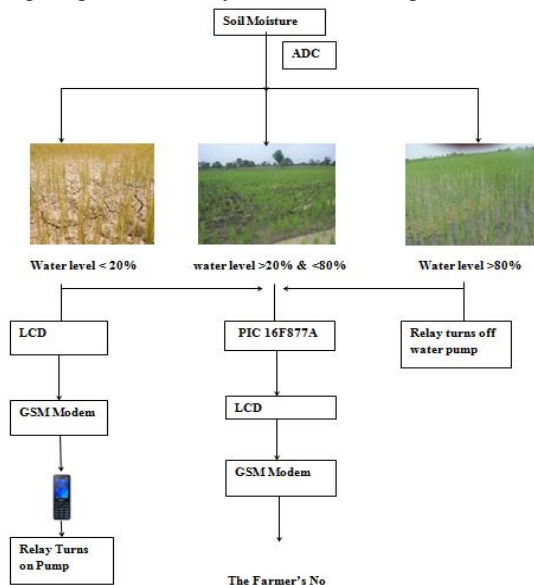 Soil Moisture
ADC
Water level < 20%
water level >20% & <80%
Water level >80%
LCD
PIC 16F877A
Relay turns off
water pump
GSM Modem
LCD
GSM Modem
Relay Turns
on Pump
The Farmer's No